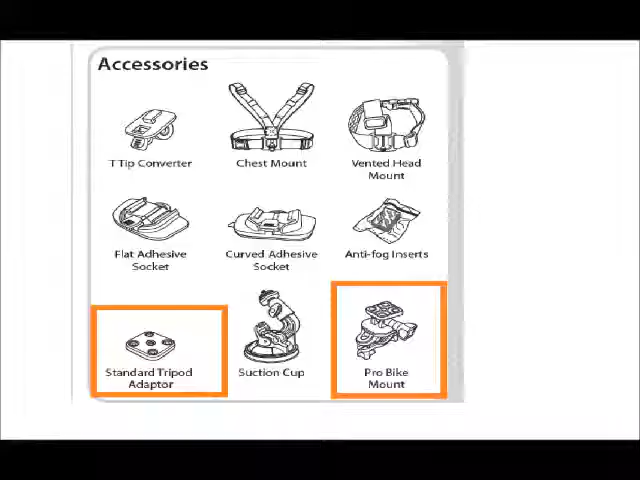 Accessories
T Tip Converter
Chest Mount
Vented Head
Mount
Flat Adhesive
Socket
Curved Adhesive
Socket
Anti-fog Inserts
Standard Tripod
Adaptor
Suction Cup
Pro Bike
Mount